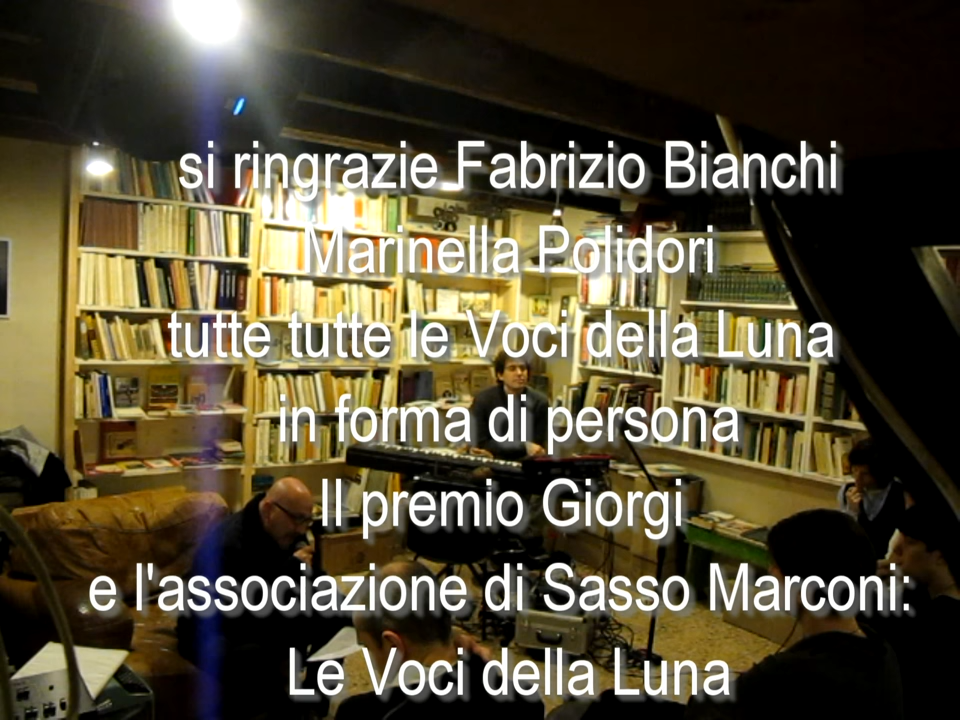 si ringrazie Fabrizio Bianchi
Marinella Polidori
tutte tutte le Voci della Luna
in forma di persona
Il premio Giorgi
e l'associazione di Sasso Marconi:
Le Voci della Luna